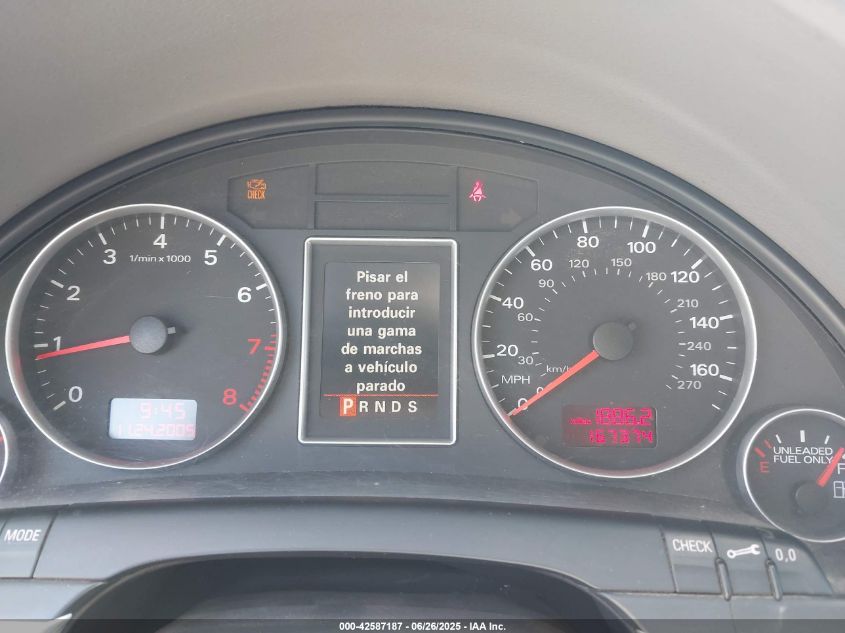 CHECK
1/min x 1000
0
1
2
3
4
5
6
7
8
9:45
11.24.2005
Pisar el
freno para
introducir
una gama
de marchas
a vehículo
parado
P R N D S
0
20
40
60
80
100
120
140
160
0
30
60
90
120
150
180
210
240
270
MPH
km/h
167374
E
UNLEADED
FUEL ONLY
F
MODE
CHECK
0,0
000-42587187 - 06/26/2025 - IAA Inc.